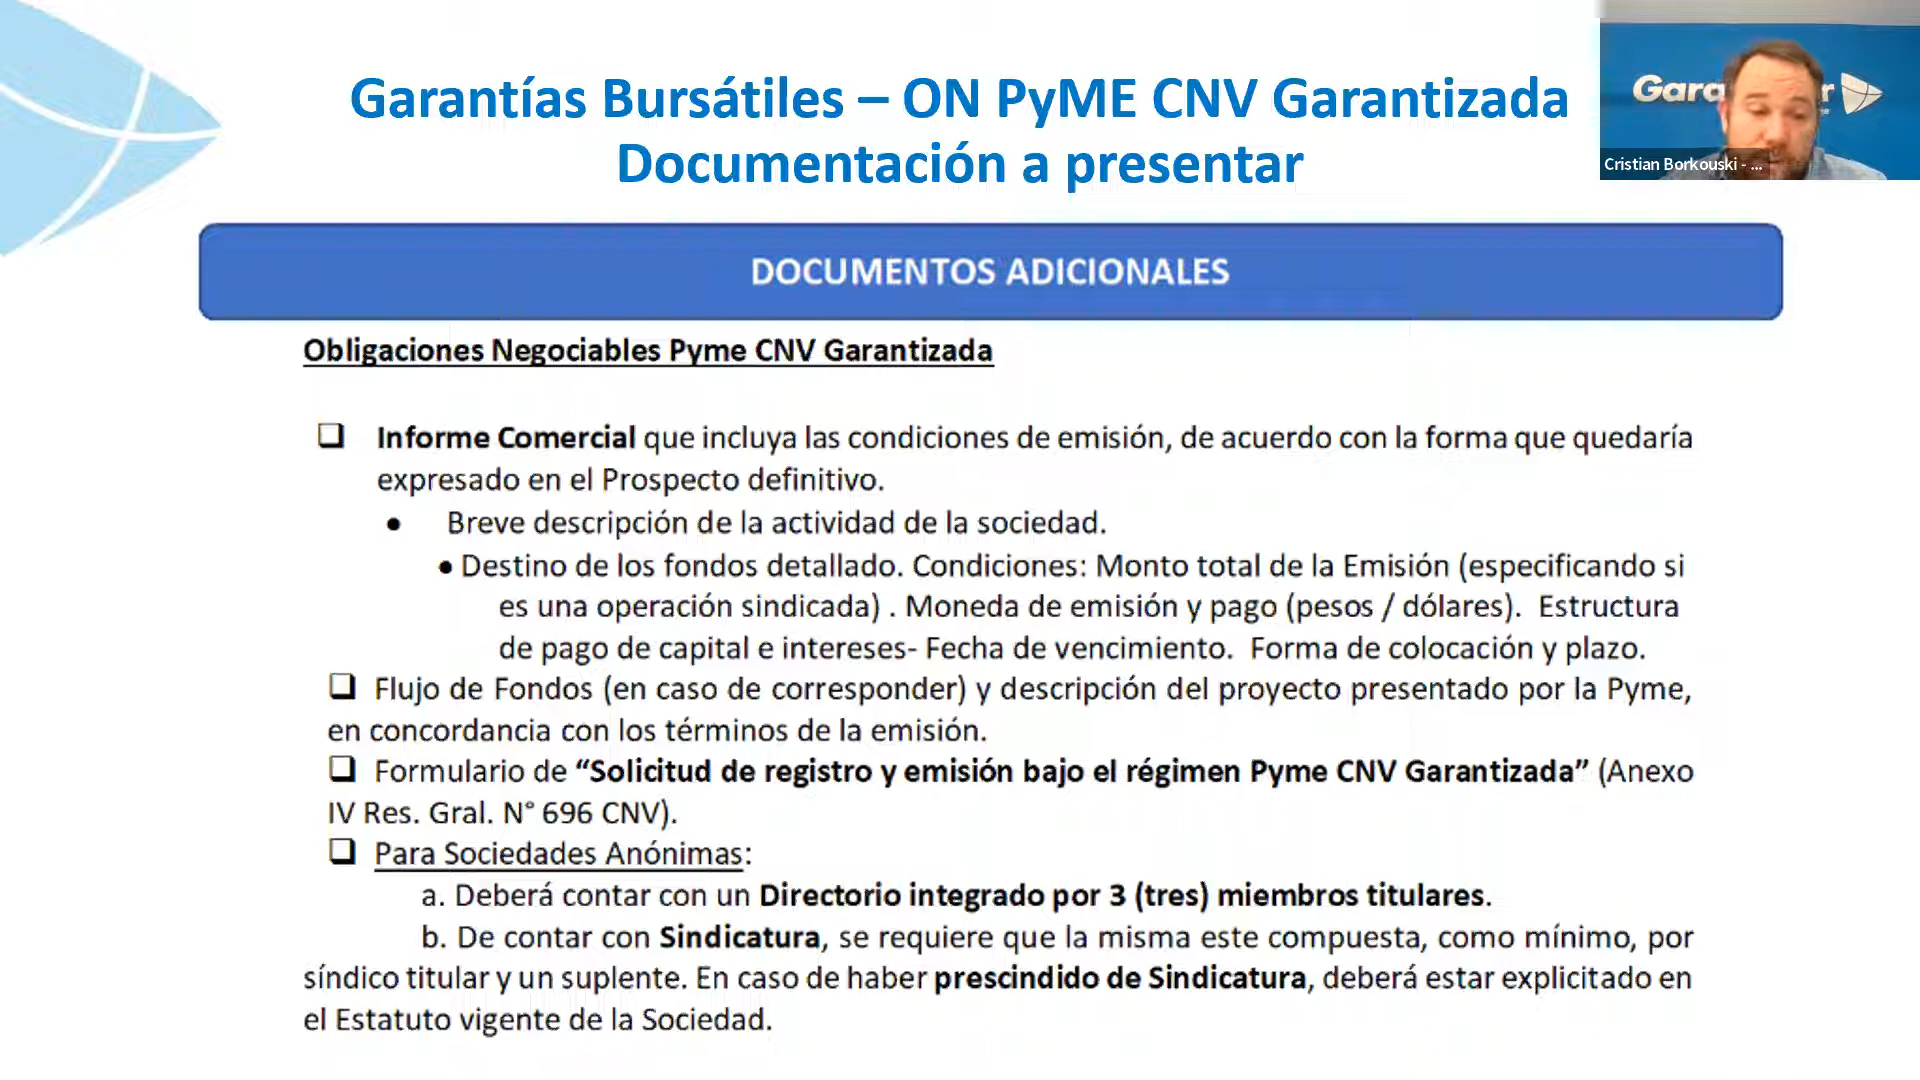 Garantías Bursátiles – ON PyME CNV Garantizada
Documentación a presentar
Gara r
Cristian Borkouski - ...
DOCUMENTOS ADICIONALES
Obligaciones Negociables Pyme CNV Garantizada
❑ Informe Comercial que incluya las condiciones de emisión, de acuerdo con la forma que quedaría
expresado en el Prospecto definitivo.
• Breve descripción de la actividad de la sociedad.
• Destino de los fondos detallado. Condiciones: Monto total de la Emisión (especificando si
es una operación sindicada) . Moneda de emisión y pago (pesos / dólares). Estructura
de pago de capital e intereses- Fecha de vencimiento. Forma de colocación y plazo.
❑ Flujo de Fondos (en caso de corresponder) y descripción del proyecto presentado por la Pyme,
en concordancia con los términos de la emisión.
❑ Formulario de “Solicitud de registro y emisión bajo el régimen Pyme CNV Garantizada” (Anexo
IV Res. Gral. N° 696 CNV).
❑ Para Sociedades Anónimas:
a. Deberá contar con un Directorio integrado por 3 (tres) miembros titulares.
b. De contar con Sindicatura, se requiere que la misma este compuesta, como mínimo, por
síndico titular y un suplente. En caso de haber prescindido de Sindicatura, deberá estar explicitado en
el Estatuto vigente de la Sociedad.